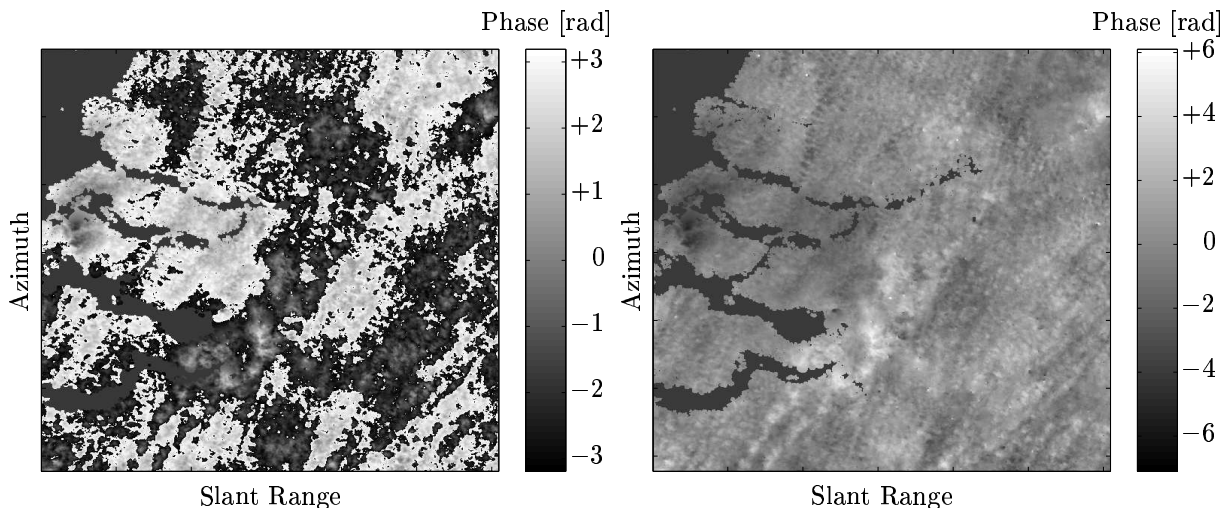 Phase [rad]
+3
+2
+1
0
−1
−2
−3
Azimuth
Slant Range
Phase [rad]
+6
+4
+2
0
−2
−4
−6
Azimuth
Slant Range